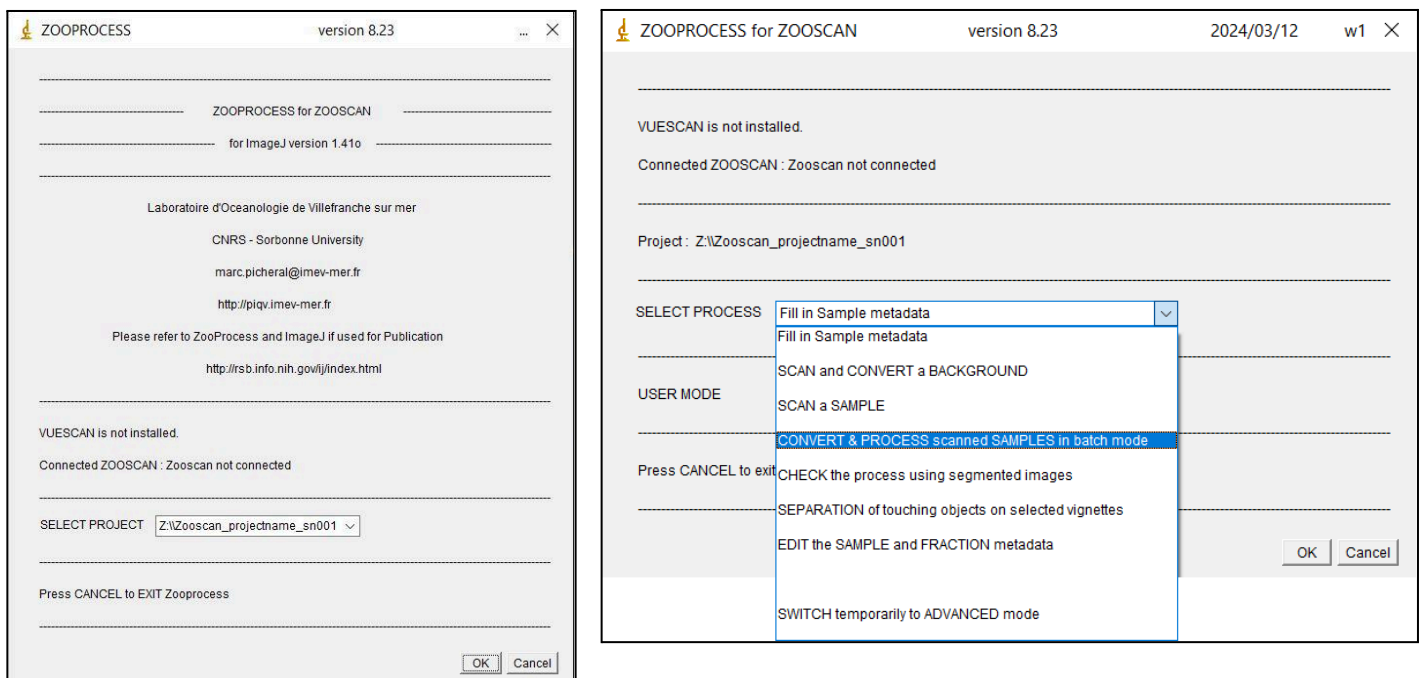 ZOOPROCESS version 8.23 ...
ZOOPROCESS for ZOOSCAN
for ImageJ version 1.41o
Laboratoire d'Oceanologie de Villefranche sur mer
CNRS - Sorbonne University
marc.picheral@imev-mer.fr
http://piqv.imev-mer.fr
Please refer to ZooProcess and ImageJ if used for Publication
http://rsb.info.nih.gov/ij/index.html
VUESCAN is not installed.
Connected ZOOSCAN : Zooscan not connected
SELECT PROJECT Z:\\Zooscan_projectname_sn001
Press CANCEL to EXIT Zooprocess
OK Cancel
ZOOPROCESS for ZOOSCAN version 8.23 2024/03/12 w1
VUESCAN is not installed.
Connected ZOOSCAN : Zooscan not connected
Project : Z:\\Zooscan_projectname_sn001
SELECT PROCESS Fill in Sample metadata
Fill in Sample metadata
SCAN and CONVERT a BACKGROUND
USER MODE
SCAN a SAMPLE
CONVERT & PROCESS scanned SAMPLES in batch mode
Press CANCEL to exit
CHECK the process using segmented images
SEPARATION of touching objects on selected vignettes
EDIT the SAMPLE and FRACTION metadata
OK Cancel
SWITCH temporarily to ADVANCED mode